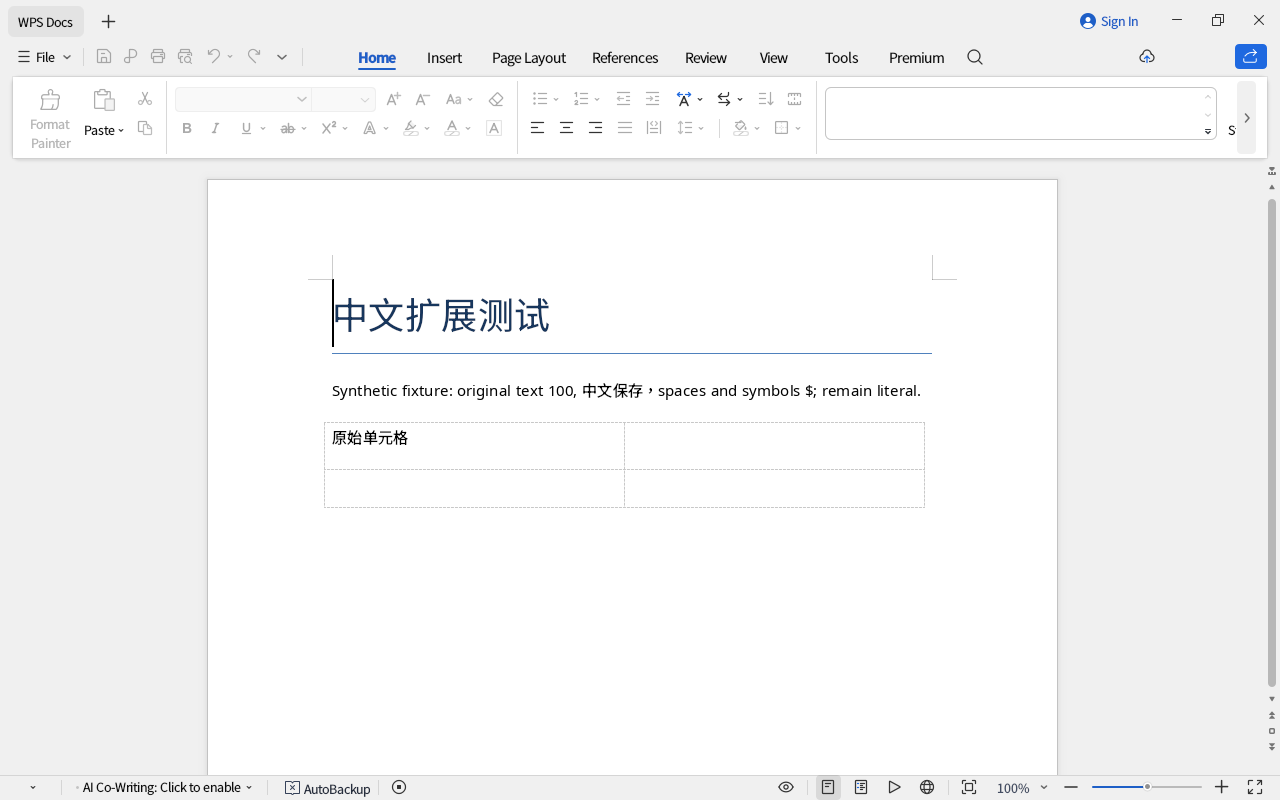 WPS Docs
Sign In
File
Home
Insert
Page Layout
References
Review
View
Tools
Premium
Format
Painter
Paste
中文扩展测试
Synthetic fixture: original text 100, 中文保存，spaces and symbols $; remain literal.
原始单元格
AI Co-Writing: Click to enable
AutoBackup
100%